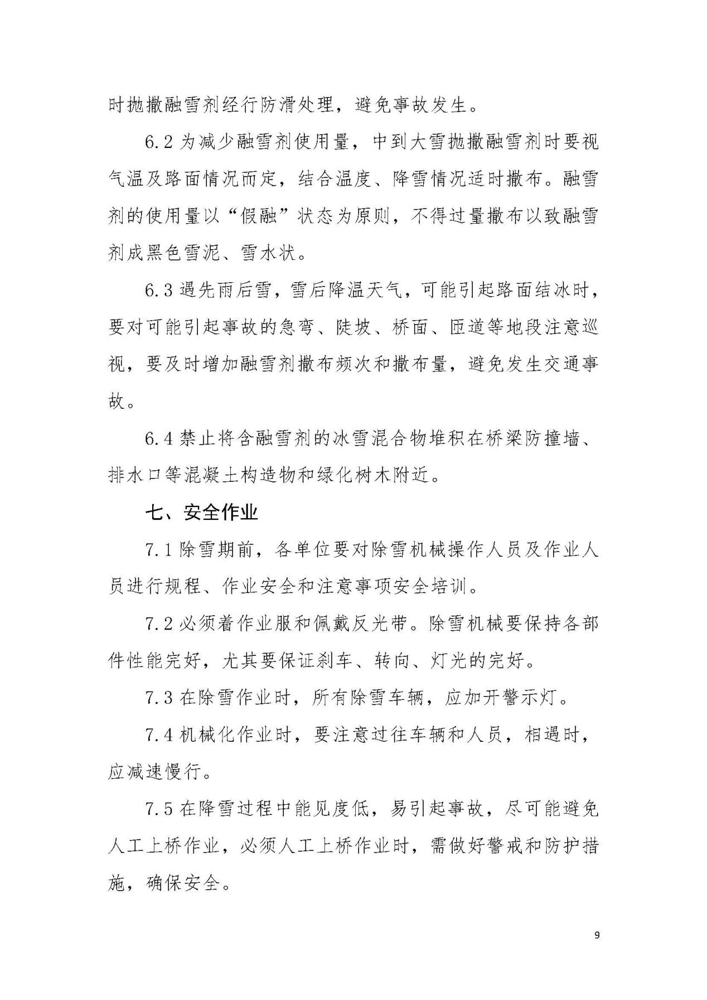 时抛撒融雪剂经行防滑处理，避免事故发生。
6.2 为减少融雪剂使用量，中到大雪抛撒融雪剂时要视
气温及路面情况而定，结合温度、降雪情况适时撒布。融雪
剂的使用量以“假融”状态为原则，不得过量撒布以致融雪
剂成黑色雪泥、雪水状。
6.3 遇先雨后雪，雪后降温天气，可能引起路面结冰时，
要对可能引起事故的急弯、陡坡、桥面、匝道等地段注意巡
视，要及时增加融雪剂撒布频次和撒布量，避免发生交通事
故。
6.4 禁止将含融雪剂的冰雪混合物堆积在桥梁防撞墙、
排水口等混凝土构造物和绿化树木附近。
七、安全作业
7.1 除雪期前，各单位要对除雪机械操作人员及作业人
员进行规程、作业安全和注意事项安全培训。
7.2 必须着作业服和佩戴反光带。除雪机械要保持各部
件性能完好，尤其要保证刹车、转向、灯光的完好。
7.3 在除雪作业时，所有除雪车辆，应加开警示灯。
7.4 机械化作业时，要注意过往车辆和人员，相遇时，
应减速慢行。
7.5 在降雪过程中能见度低，易引起事故，尽可能避免
人工上桥作业，必须人工上桥作业时，需做好警戒和防护措
施，确保安全。
9